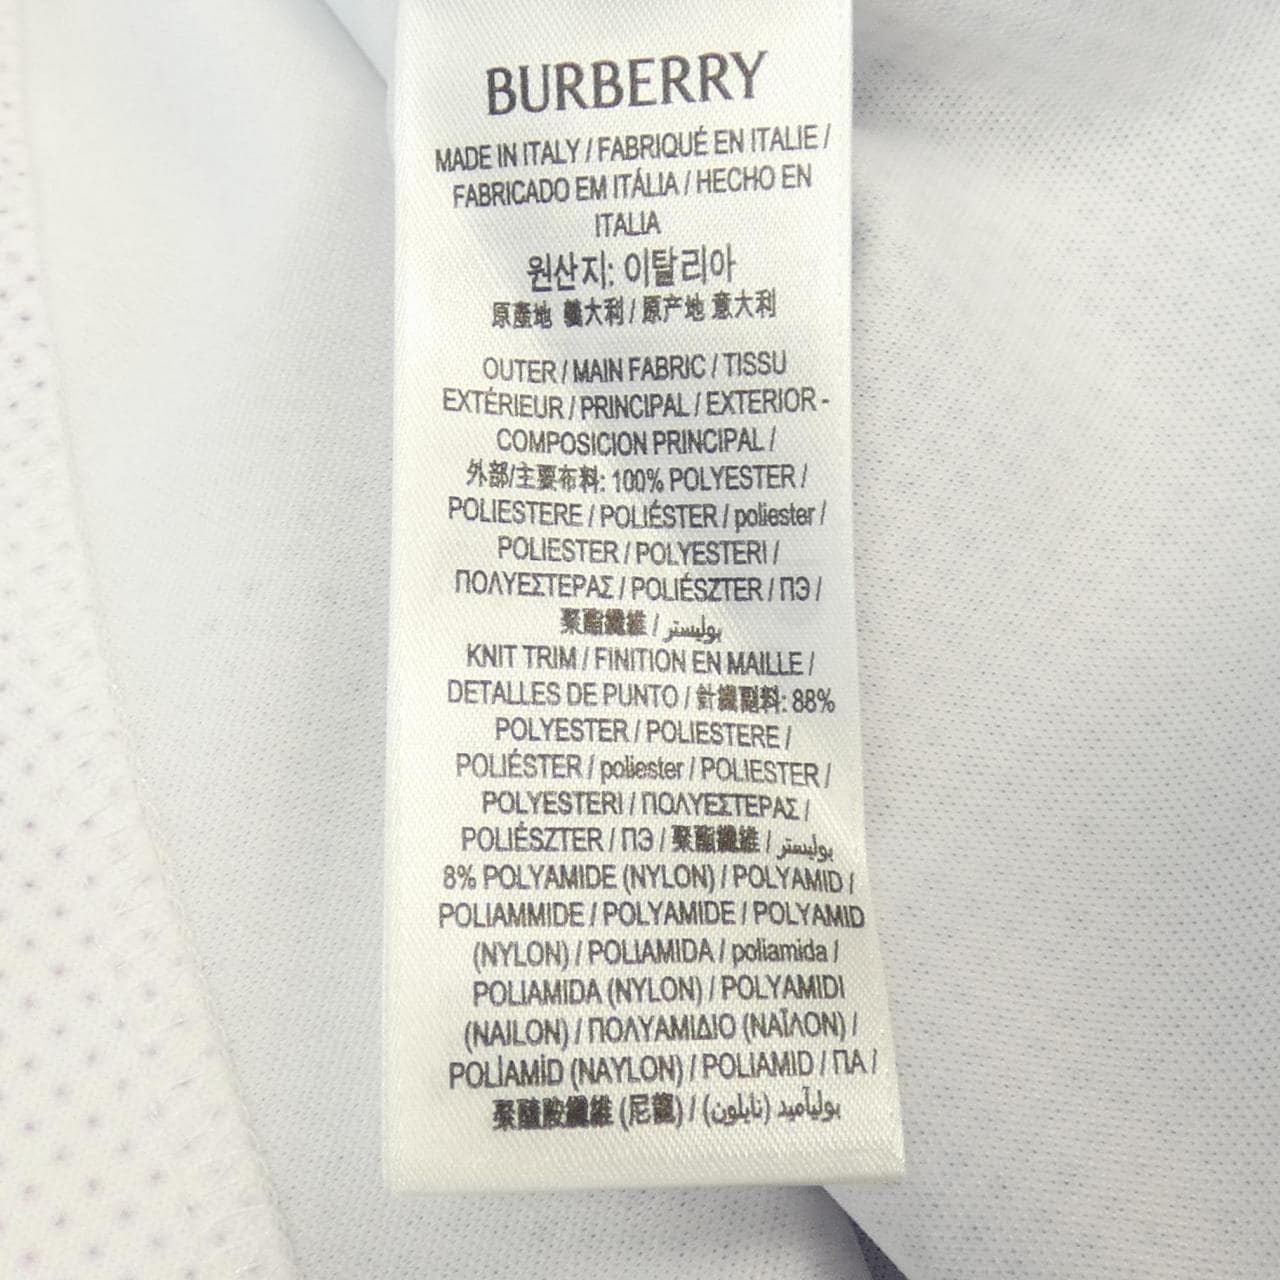 BURBERRY
MADE IN ITALY / FABRIQUÉ EN ITALIE /
FABRICADO EM ITÁLIA / HECHO EN
ITALIA
원산지: 이탈리아
原產地 義大利 / 原产地 意大利
OUTER / MAIN FABRIC / TISSU
EXTÉRIEUR / PRINCIPAL / EXTERIOR -
COMPOSICION PRINCIPAL /
外部/主要布料: 100% POLYESTER /
POLIESTERE / POLIÉSTER / poliester /
POLIESTER / POLYESTERI /
ΠΟΛΥΕΣΤΕΡΑΣ / POLIÉSZTER / ПЭ /
聚酯纖維 / بوليستر
KNIT TRIM / FINITION EN MAILLE /
DETALLES DE PUNTO / 針織副料: 88%
POLYESTER / POLIESTERE /
POLIÉSTER / poliester / POLIESTER /
POLYESTERI / ΠΟΛΥΕΣΤΕΡΑΣ /
POLIÉSZTER / ПЭ / 聚酯纖維 / بوليستر
8% POLYAMIDE (NYLON) / POLYAMID /
POLIAMMIDE / POLYAMIDE / POLYAMID
(NYLON) / POLIAMIDA / poliamida /
POLIAMIDA (NYLON) / POLYAMIDI
(NAILON) / ΠΟΛΥΑΜΙΔΙΟ (ΝΑΪΛΟΝ) /
POLİAMİD (NAYLON) / POLIAMID / ПА /
聚醯胺纖維 (尼龍) / بوليأميد (نايلون)